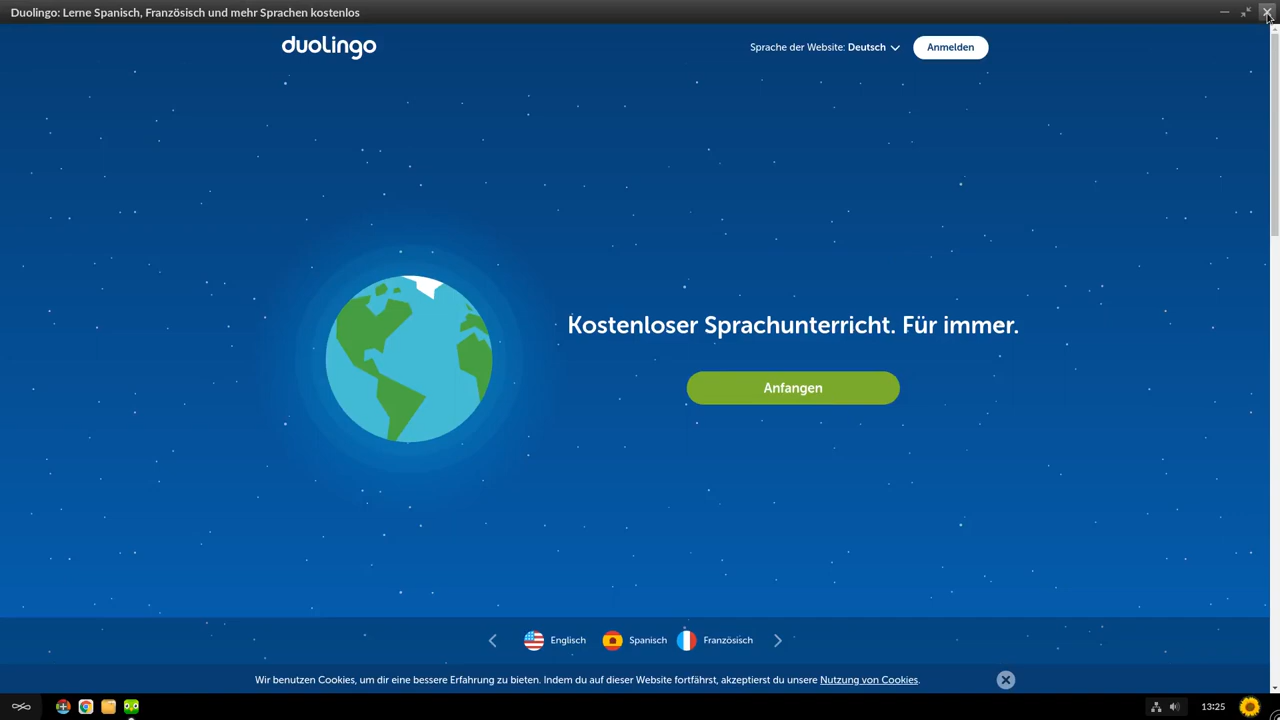 Duolingo: Lerne Spanisch, Französisch und mehr Sprachen kostenlos
duolingo
Sprache der Website: Deutsch
Anmelden
Kostenloser Sprachunterricht. Für immer.
Anfangen
Englisch
Spanisch
Französisch
Wir benutzen Cookies, um dir eine bessere Erfahrung zu bieten. Indem du auf dieser Website fortfährst, akzeptierst du unsere Nutzung von Cookies.
13:25